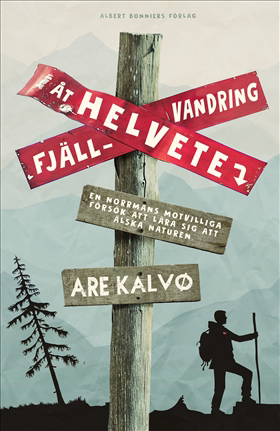 ALBERT BONNIERS FÖRLAG
ÅT
HELVETE
FJÄLL-
VANDRING
EN NORRMANS MOTVILLIGA
FÖRSÖK ATT LÄRA SIG ATT
ÄLSKA NATUREN
ARE KALVØ